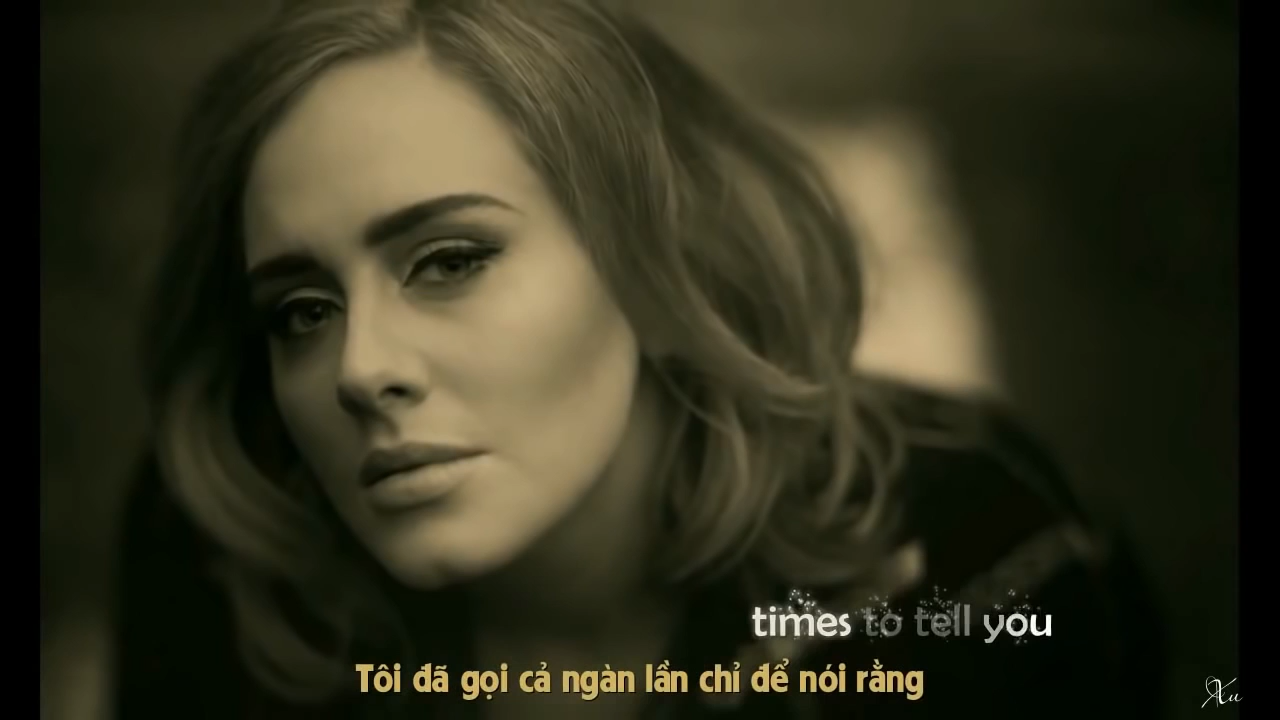 times to tell you
Tôi đã gọi cả ngàn lần chỉ để nói rằng
Xu